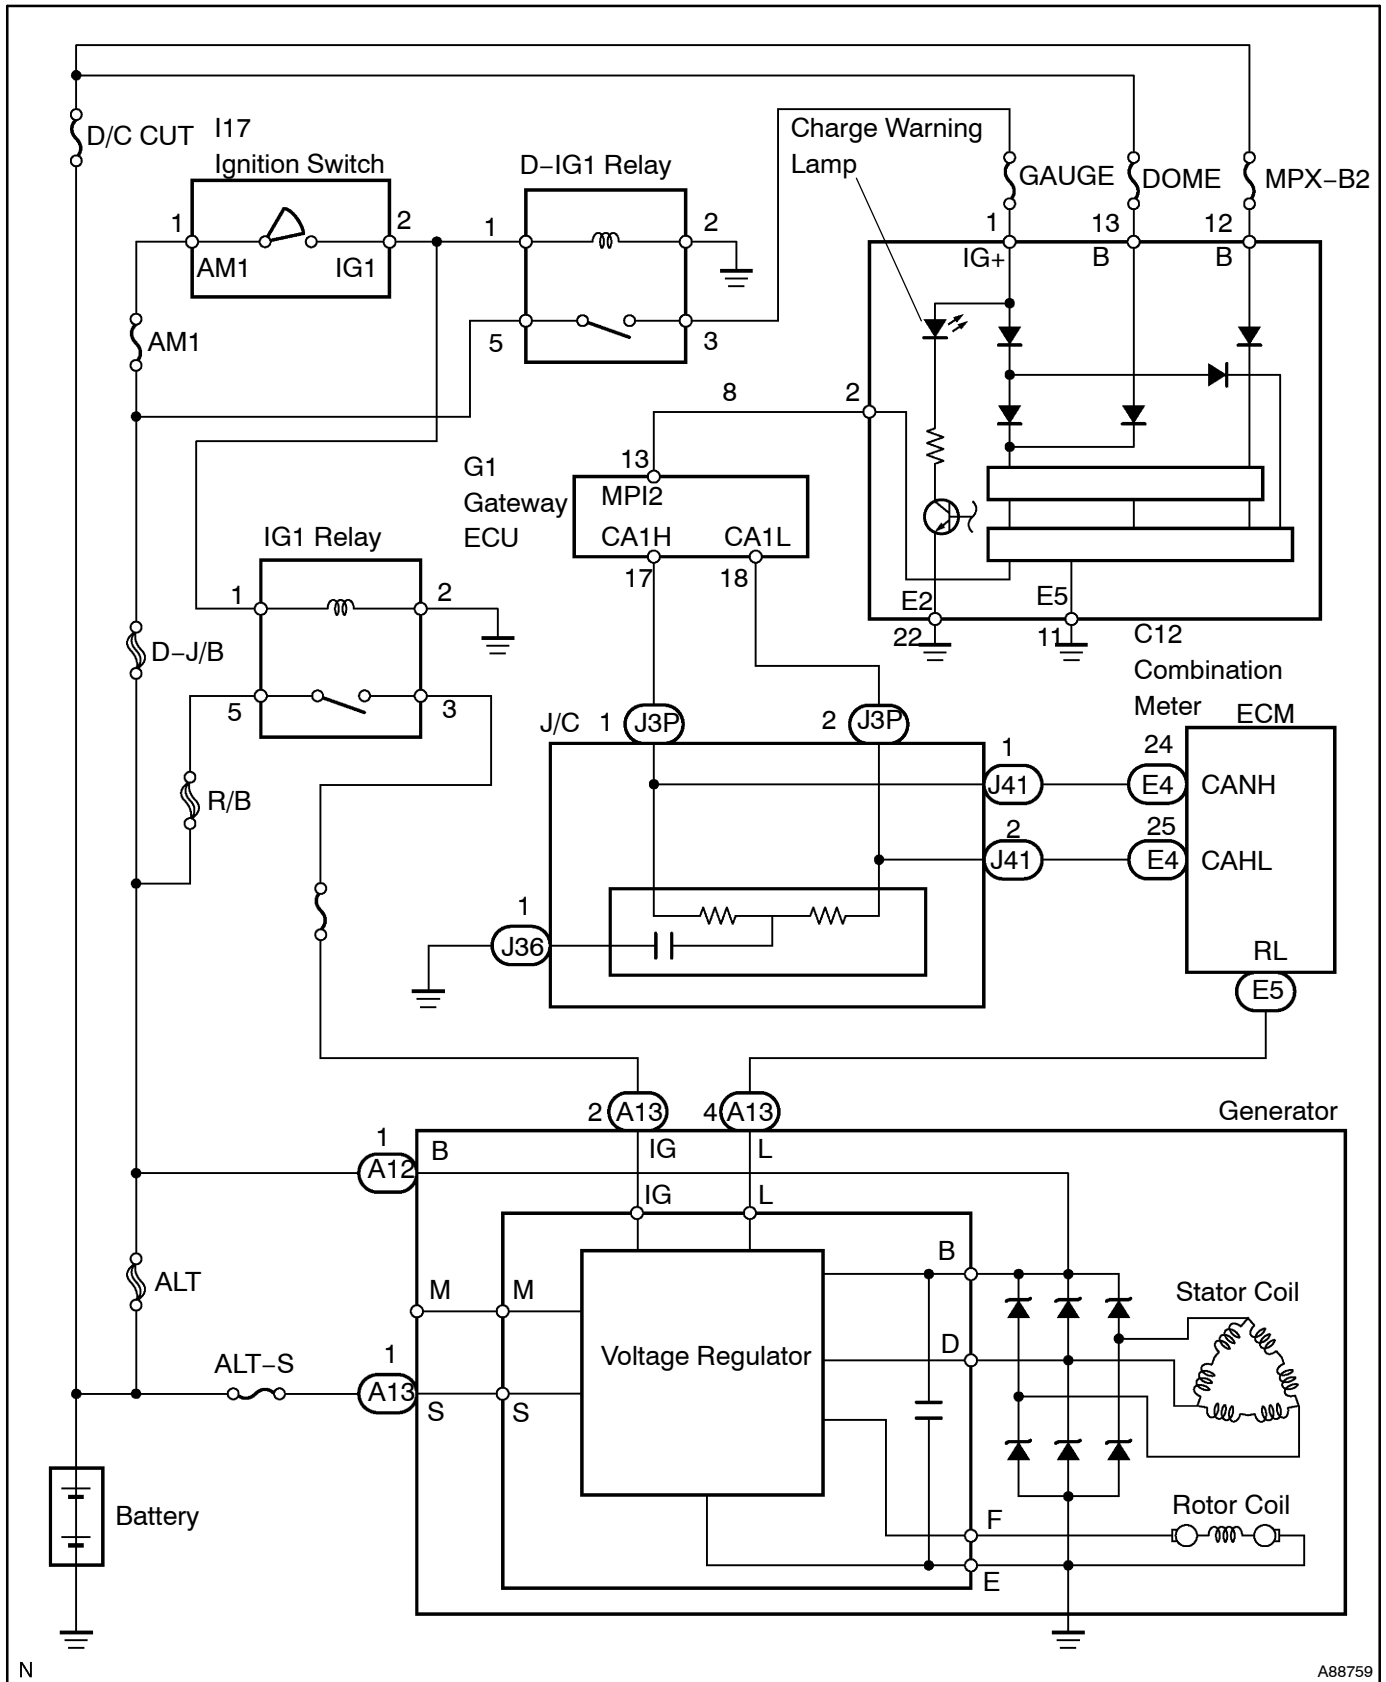 D/C CUT
I17
Ignition Switch
1
2
AM1
IG1
D-IG1 Relay
1
2
5
3
Charge Warning
Lamp
GAUGE
DOME
MPX-B2
1
13
12
IG+
B
B
AM1
8
2
G1
Gateway
ECU
13
MPI2
CA1H
CA1L
17
18
E2
E5
22
11
C12
Combination
Meter
IG1 Relay
1
2
5
3
D-J/B
R/B
J/C
1
J3P
2
J3P
ECM
1
J41
24
E4
CANH
2
J41
25
E4
CAHL
1
J36
RL
E5
2
A13
4
A13
Generator
1
A12
B
IG
L
IG
L
ALT
M
M
B
Stator Coil
Voltage Regulator
D
ALT-S
1
A13
S
S
Battery
F
Rotor Coil
E
N
A88759